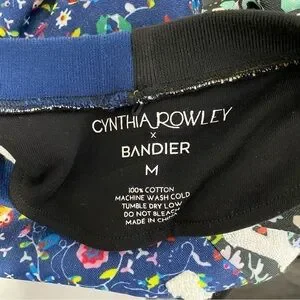 CYNTHIA ROWLEY
x
BANDIER
M
100% COTTON
MACHINE WASH COLD
TUMBLE DRY LOW
DO NOT BLEACH
MADE IN CHINA